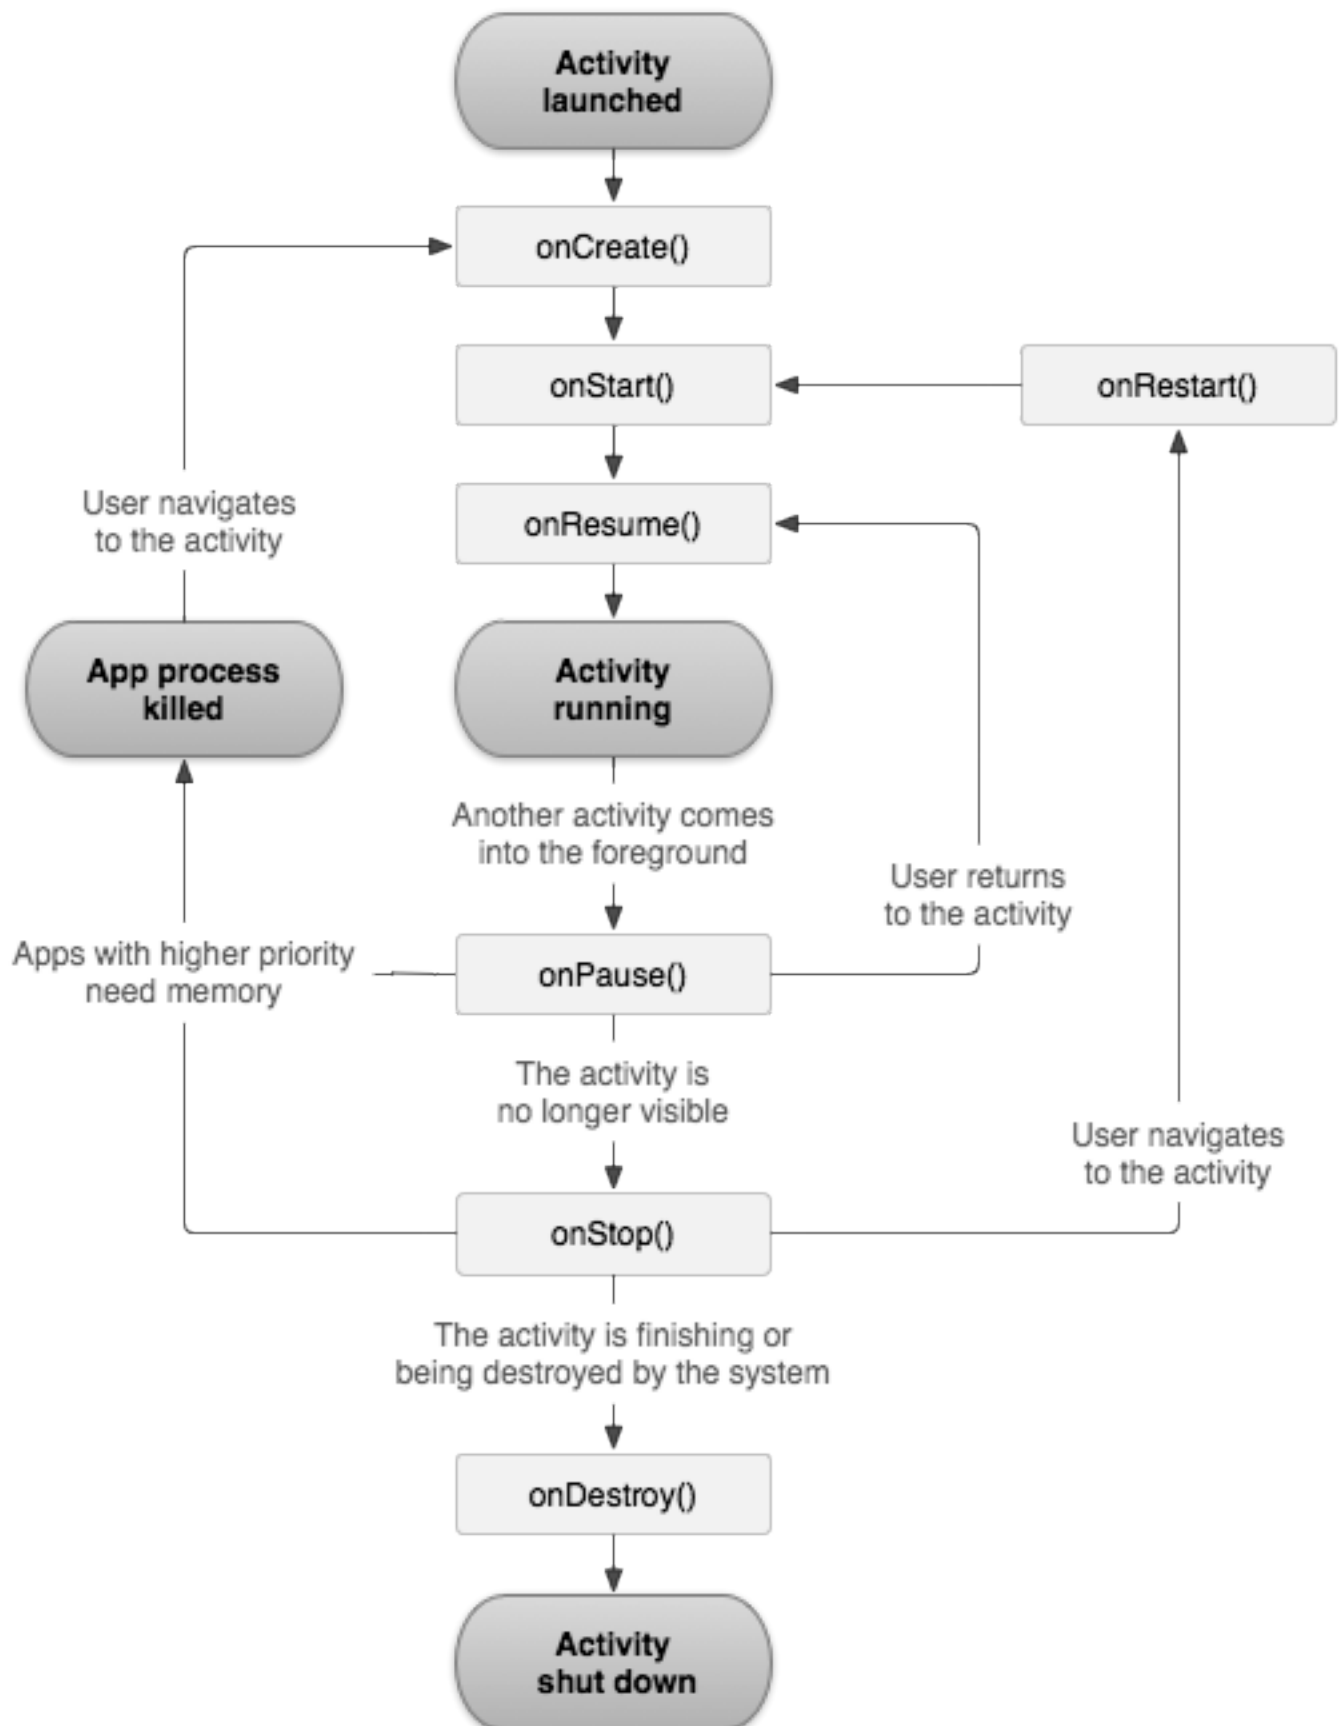 Activity
launched
onCreate()
onStart()
onRestart()
User navigates
to the activity
onResume()
App process
killed
Activity
running
Another activity comes
into the foreground
User returns
to the activity
Apps with higher priority
need memory
onPause()
The activity is
no longer visible
User navigates
to the activity
onStop()
The activity is finishing or
being destroyed by the system
onDestroy()
Activity
shut down